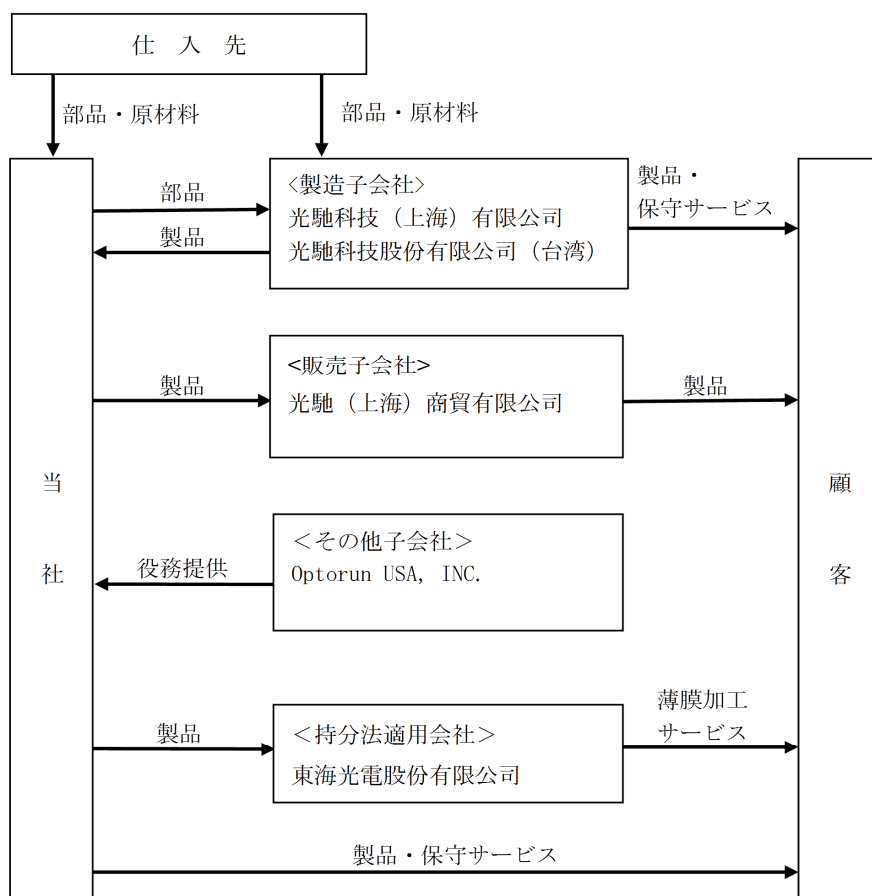 仕 入 先
部品・原材料
部品・原材料
部品
製品
<製造子会社>
光馳科技（上海）有限公司
光馳科技股份有限公司（台湾）
製品・
保守サービス
製品
<販売子会社>
光馳（上海）商貿有限公司
製品
当
社
顧
客
役務提供
＜その他子会社＞
Optorun USA, INC.
製品
＜持分法適用会社＞
東海光電股份有限公司
薄膜加工
サービス
製品・保守サービス